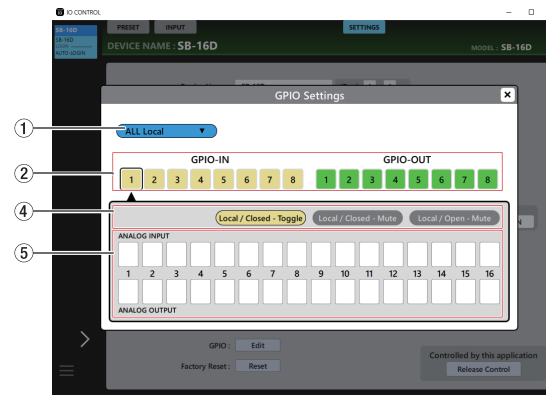 IO CONTROL
SB-16D
SB-16D
AUTO-LOGIN
PRESET INPUT SETTINGS
DEVICE NAME : SB-16D MODEL : SB-16D
GPIO Settings
1
ALL Local ▼
GPIO-IN GPIO-OUT
2
1 2 3 4 5 6 7 8 1 2 3 4 5 6 7 8
4
Local / Closed - Toggle Local / Closed - Mute Local / Open - Mute
5
ANALOG INPUT
1 2 3 4 5 6 7 8 9 10 11 12 13 14 15 16
ANALOG OUTPUT
GPIO : Edit
Factory Reset : Reset
Controlled by this application
Release Control